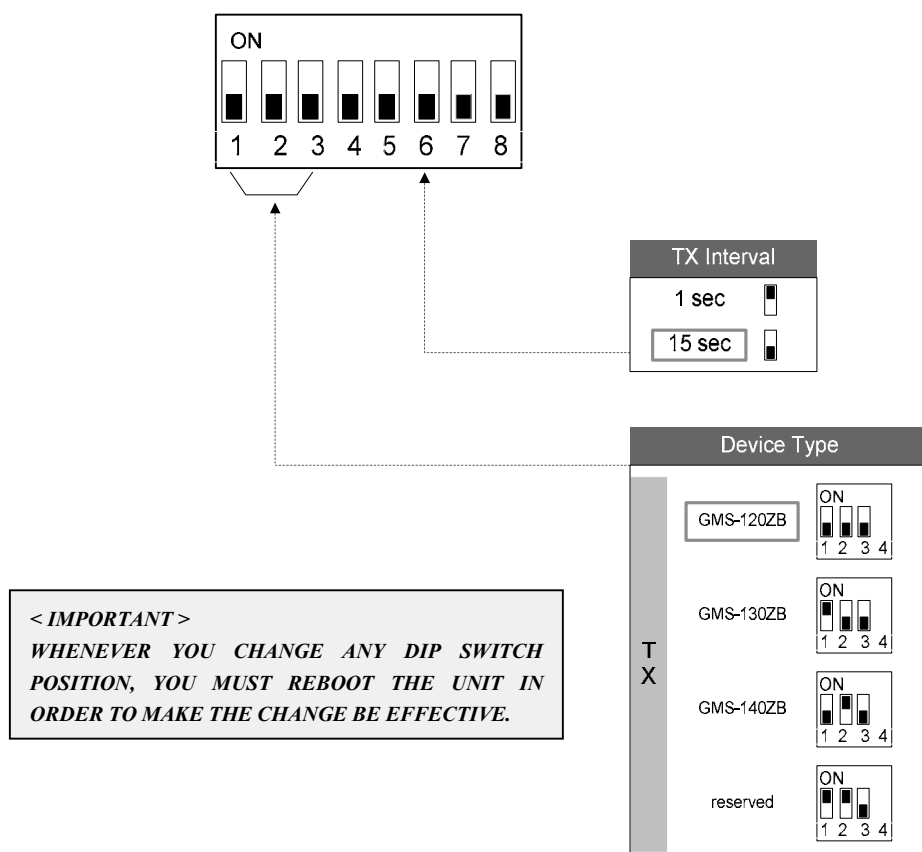 ON
1 2 3 4 5 6 7 8
TX Interval
1 sec
15 sec
Device Type
TX
GMS-120ZB
ON
1 2 3 4
GMS-130ZB
ON
1 2 3 4
GMS-140ZB
ON
1 2 3 4
reserved
ON
1 2 3 4
< IMPORTANT >
WHENEVER YOU CHANGE ANY DIP SWITCH
POSITION, YOU MUST REBOOT THE UNIT IN
ORDER TO MAKE THE CHANGE BE EFFECTIVE.